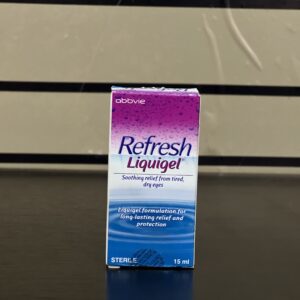 abbvie
Refresh
Liquigel
Soothing relief from tired,
dry eyes
Liquigel formulation for
long-lasting relief and
protection
STERILE
15 ml